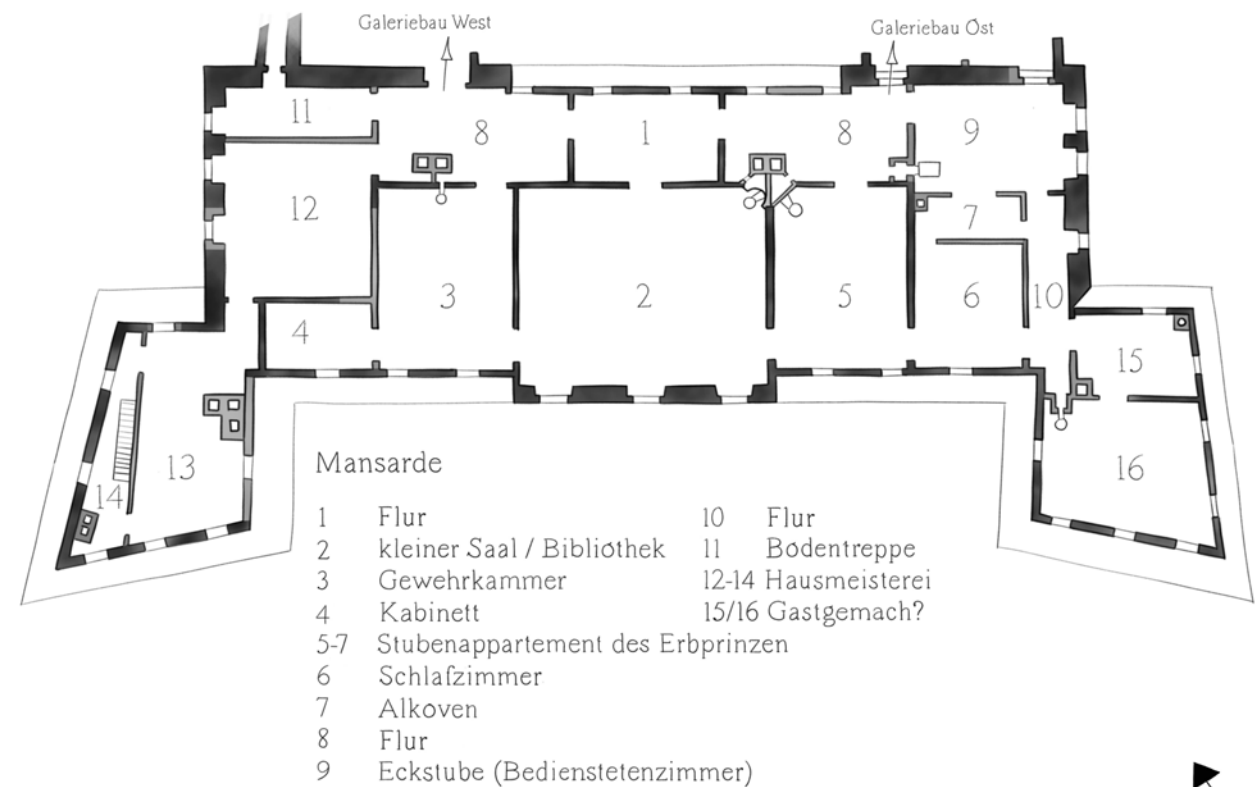 Galeriebau West
Galeriebau Ost
11
8
1
8
9
12
7
3
2
5
6
10
4
15
13
14
16
Mansarde
1 Flur
2 kleiner Saal / Bibliothek
3 Gewehrkammer
4 Kabinett
5-7 Stubenappartement des Erbprinzen
6 Schlafzimmer
7 Alkoven
8 Flur
9 Eckstube (Bedienstetenzimmer)
10 Flur
11 Bodentreppe
12-14 Hausmeisterei
15/16 Gastgemach?